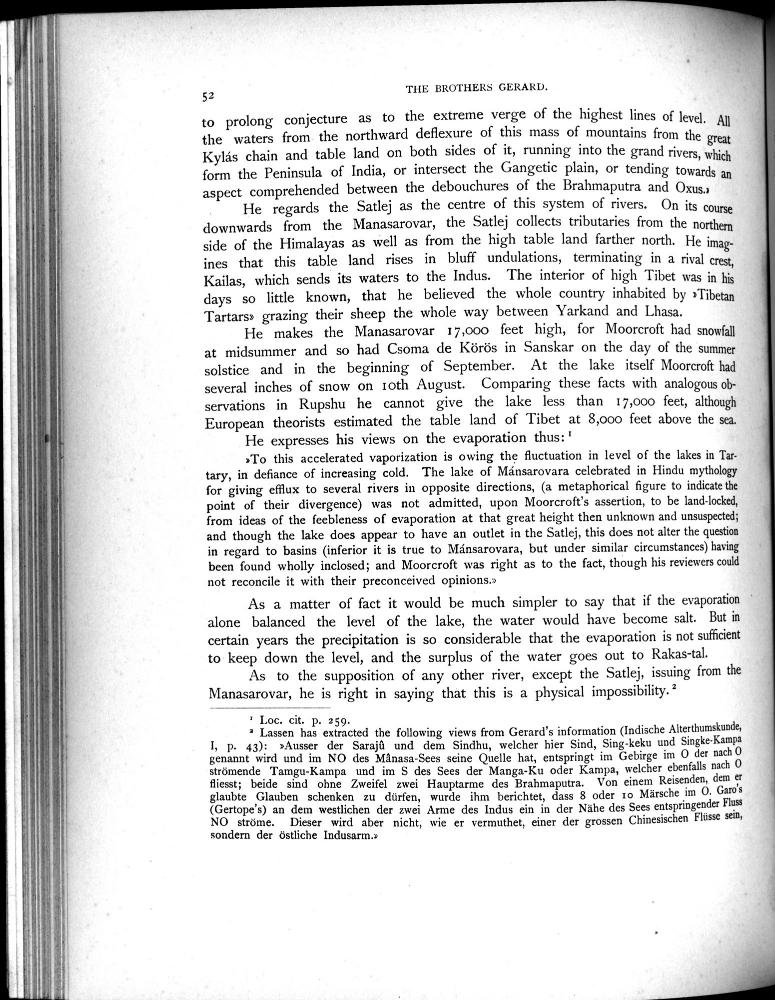 52
THE BROTHERS GERARD.
to prolong conjecture as to the extreme verge of the highest lines of level. All
the waters from the northward deflexure of this mass of mountains from the great
Kylás chain and table land on both sides of it, running into the grand rivers, which
form the Peninsula of India, or intersect the Gangetic plain, or tending towards an
aspect comprehended between the debouchures of the Brahmaputra and Oxus.»
He regards the Satlej as the centre of this system of rivers. On its course
downwards from the Manasarovar, the Satlej collects tributaries from the northern
side of the Himalayas as well as from the high table land farther north. He imag-
ines that this table land rises in bluff undulations, terminating in a rival crest,
Kailas, which sends its waters to the Indus. The interior of high Tibet was in his
days so little known, that he believed the whole country inhabited by »Tibetan
Tartars» grazing their sheep the whole way between Yarkand and Lhasa.
He makes the Manasarovar 17,000 feet high, for Moorcroft had snowfall
at midsummer and so had Csoma de Körös in Sanskar on the day of the summer
solstice and in the beginning of September. At the lake itself Moorcroft had
several inches of snow on 10th August. Comparing these facts with analogous ob-
servations in Rupshu he cannot give the lake less than 17,000 feet, although
European theorists estimated the table land of Tibet at 8,000 feet above the sea.
He expresses his views on the evaporation thus: ¹
»To this accelerated vaporization is owing the fluctuation in level of the lakes in Tar-
tary, in defiance of increasing cold. The lake of Mánsarovara celebrated in Hindu mythology
for giving efflux to several rivers in opposite directions, (a metaphorical figure to indicate the
point of their divergence) was not admitted, upon Moorcroft's assertion, to be land-locked,
from ideas of the feebleness of evaporation at that great height then unknown and unsuspected;
and though the lake does appear to have an outlet in the Satlej, this does not alter the question
in regard to basins (inferior it is true to Mánsarovara, but under similar circumstances) having
been found wholly inclosed; and Moorcroft was right as to the fact, though his reviewers could
not reconcile it with their preconceived opinions.»
As a matter of fact it would be much simpler to say that if the evaporation
alone balanced the level of the lake, the water would have become salt. But in
certain years the precipitation is so considerable that the evaporation is not sufficient
to keep down the level, and the surplus of the water goes out to Rakas-tal.
As to the supposition of any other river, except the Satlej, issuing from the
Manasarovar, he is right in saying that this is a physical impossibility. ²
¹ Loc. cit. p. 259.
² Lassen has extracted the following views from Gerard's information (Indische Alterthumskunde,
I, p. 43): »Ausser der Sarajû und dem Sindhu, welcher hier Sind, Sing-keku und Singke-Kampa
genannt wird und im NO des Mânasa-Sees seine Quelle hat, entspringt im Gebirge im O der nach O
strömende Tamgu-Kampa und im S des Sees der Manga-Ku oder Kampa, welcher ebenfalls nach O
fliesst; beide sind ohne Zweifel zwei Hauptarme des Brahmaputra. Von einem Reisenden, dem er
glaubte Glauben schenken zu dürfen, wurde ihm berichtet, dass 8 oder 10 Märsche im O. Garo's
(Gertope's) an dem westlichen der zwei Arme des Indus ein in der Nähe des Sees entspringender Fluss
NO ströme. Dieser wird aber nicht, wie er vermuthet, einer der grossen Chinesischen Flüsse sein,
sondern der östliche Indusarm.»